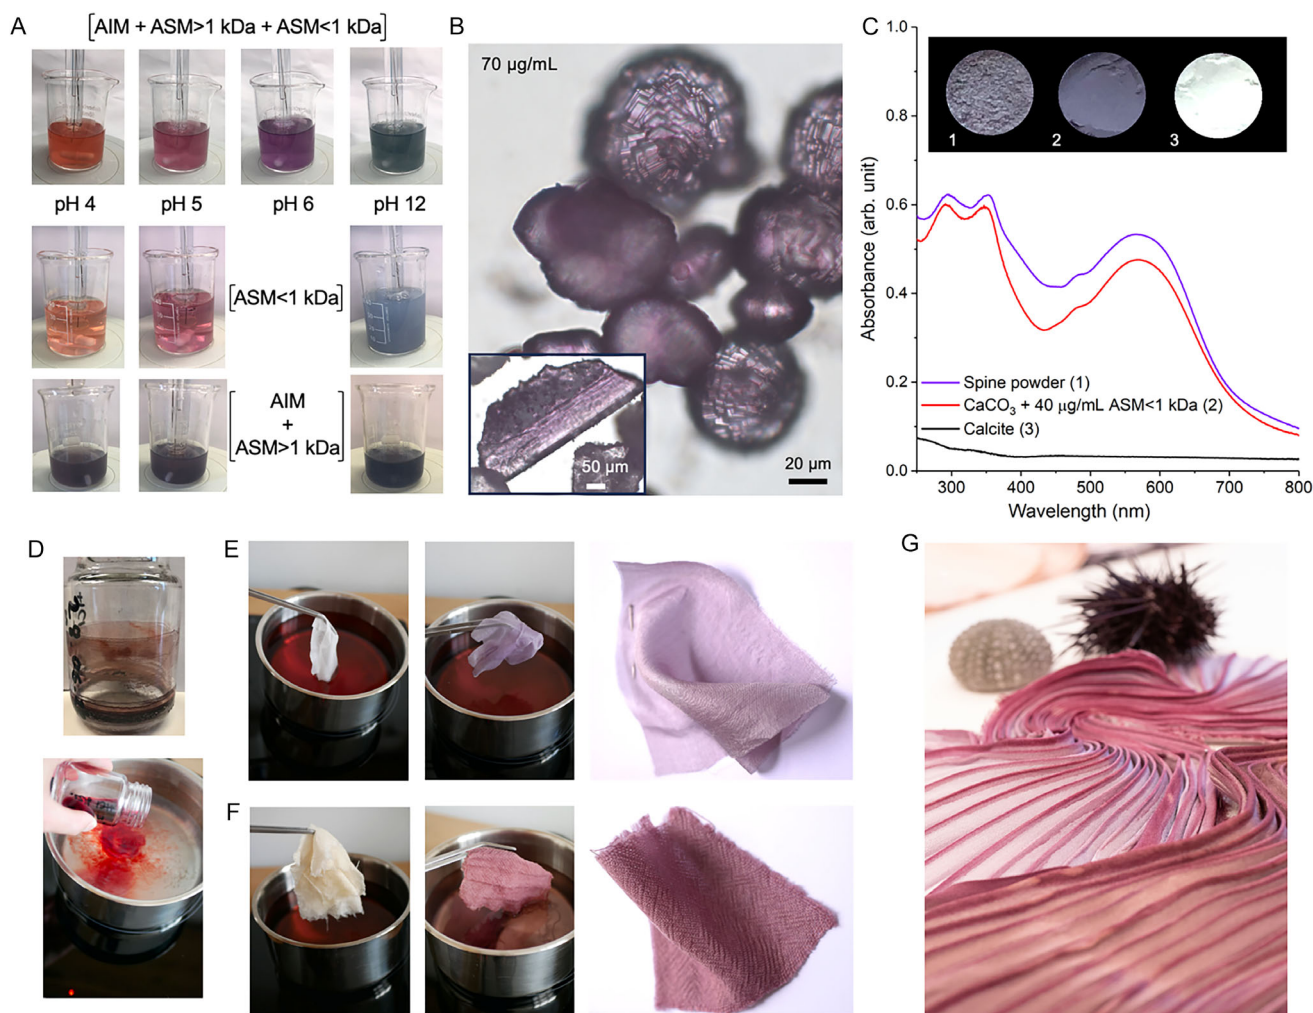 A
[AIM + ASM>1 kDa + ASM<1 kDa]
pH 4
pH 5
pH 6
pH 12
[ASM<1 kDa]
AIM
+
ASM>1 kDa
B
70 µg/mL
50 µm
20 µm
C
1.0
0.8
0.6
0.4
0.2
0.0
Absorbance (arb. unit)
1
2
3
Spine powder (1)
CaCO₃ + 40 µg/mL ASM<1 kDa (2)
Calcite (3)
300
400
500
600
700
800
Wavelength (nm)
D
E
F
G